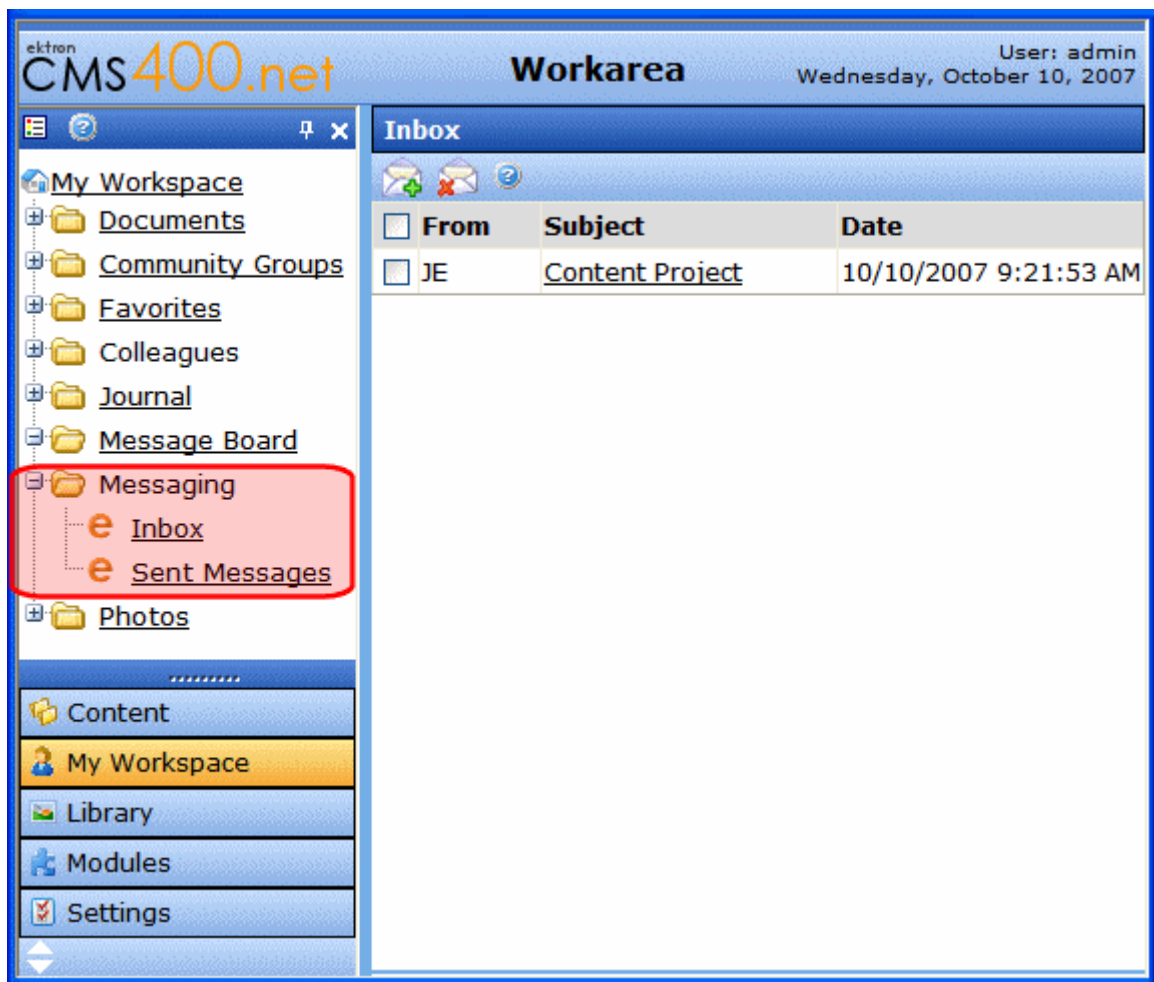 ektron
CMS400.net
Workarea
User: admin
Wednesday, October 10, 2007
Inbox
My Workspace
Documents
Community Groups
Favorites
Colleagues
Journal
Message Board
Messaging
Inbox
Sent Messages
Photos
From Subject Date
JE Content Project 10/10/2007 9:21:53 AM
Content
My Workspace
Library
Modules
Settings